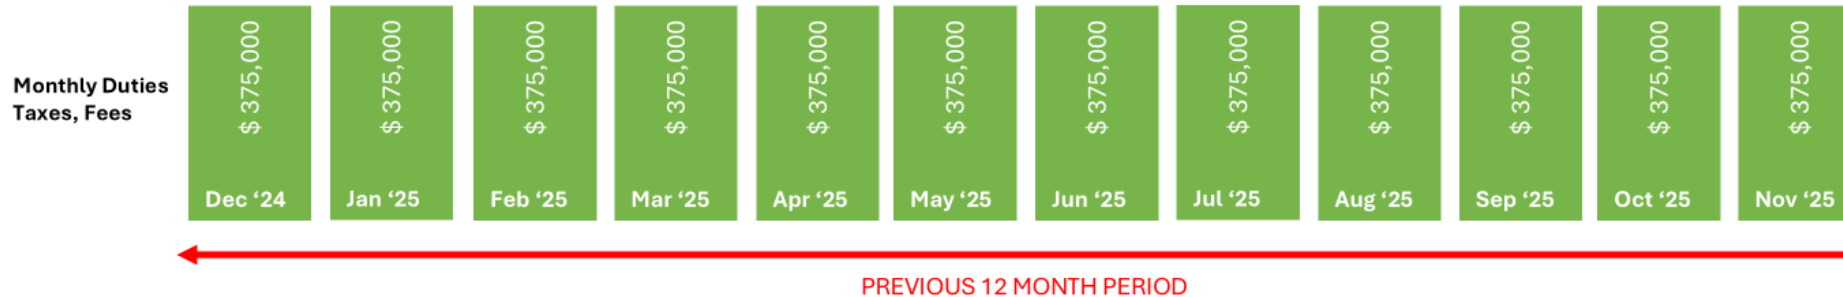 Monthly Duties
Taxes, Fees
$ 375,000
$ 375,000
$ 375,000
$ 375,000
$ 375,000
$ 375,000
$ 375,000
$ 375,000
$ 375,000
$ 375,000
$ 375,000
$ 375,000
Dec ‘24
Jan ‘25
Feb ‘25
Mar ‘25
Apr ‘25
May ‘25
Jun ‘25
Jul ‘25
Aug ‘25
Sep ‘25
Oct ‘25
Nov ‘25
PREVIOUS 12 MONTH PERIOD